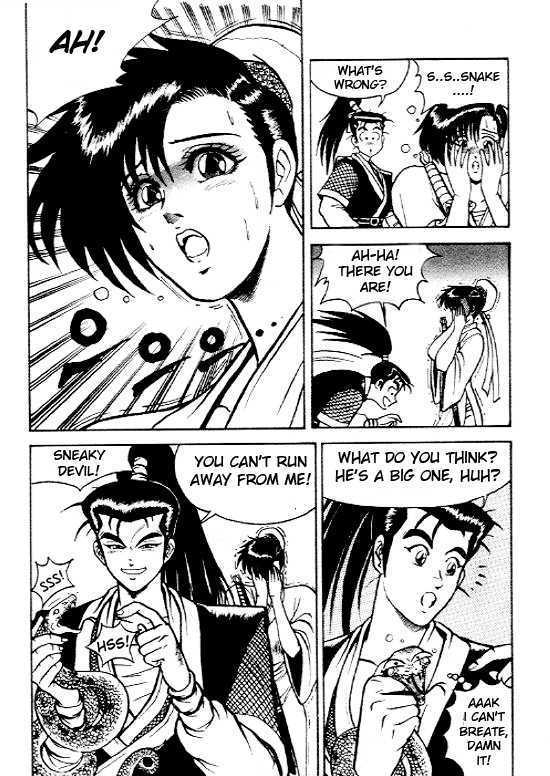 AH!
WHAT'S
WRONG?
S..S..SNAKE
....!
AH-HA!
THERE YOU
ARE!
SNEAKY
DEVIL!
YOU CAN'T RUN
AWAY FROM ME!
SSS!
HSS!
WHAT DO YOU THINK?
HE'S A BIG ONE, HUH?
AAAK
I CAN'T
BREATE,
DAMN
IT!